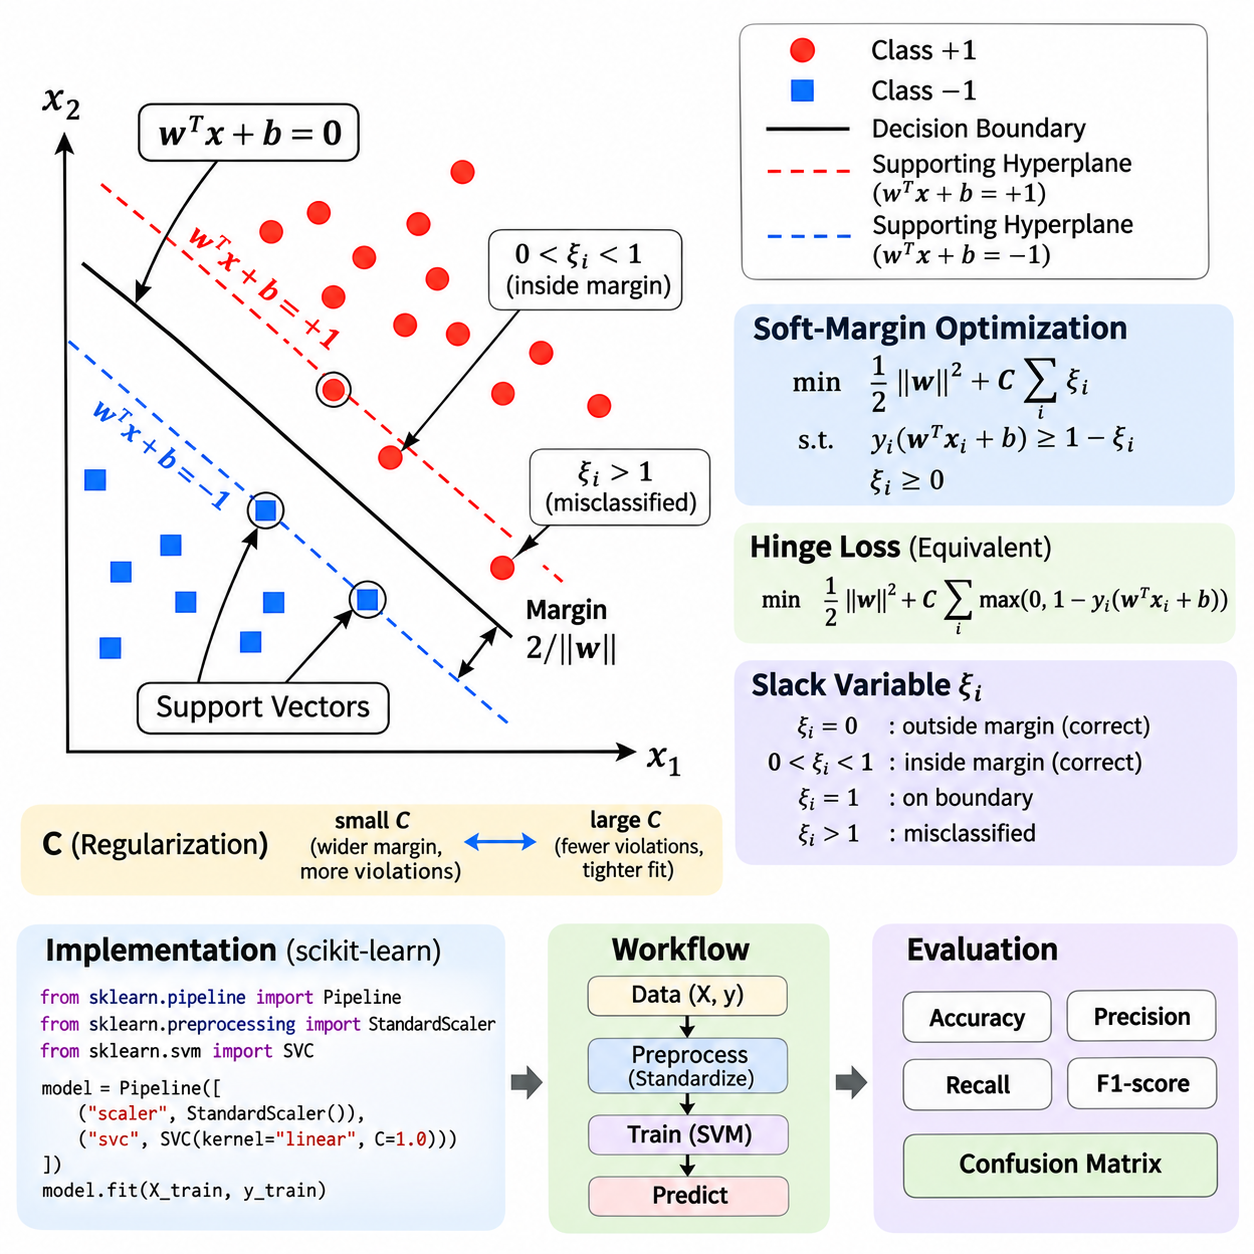 x₂
wᵀx + b = 0
wᵀx + b = +1
wᵀx + b = −1
0 < ξᵢ < 1
(inside margin)
ξᵢ > 1
(misclassified)
Margin
2/||w||
Support Vectors
x₁
Class +1
Class −1
Decision Boundary
Supporting Hyperplane
(wᵀx + b = +1)
Supporting Hyperplane
(wᵀx + b = −1)
Soft-Margin Optimization
min 1/2 ||w||² + C ∑ᵢ ξᵢ
s.t. yᵢ(wᵀxᵢ + b) ≥ 1 − ξᵢ
ξᵢ ≥ 0
Hinge Loss (Equivalent)
min 1/2 ||w||² + C ∑ᵢ max(0, 1 − yᵢ(wᵀxᵢ + b))
Slack Variable ξᵢ
ξᵢ = 0 : outside margin (correct)
0 < ξᵢ < 1 : inside margin (correct)
ξᵢ = 1 : on boundary
ξᵢ > 1 : misclassified
C (Regularization)
small C
(wider margin,
more violations)
large C
(fewer violations,
tighter fit)
Implementation (scikit-learn)
from sklearn.pipeline import Pipeline
from sklearn.preprocessing import StandardScaler
from sklearn.svm import SVC
model = Pipeline([
("scaler", StandardScaler()),
("svc", SVC(kernel="linear", C=1.0)))
])
model.fit(X_train, y_train)
Workflow
Data (X, y)
Preprocess
(Standardize)
Train (SVM)
Predict
Evaluation
Accuracy
Precision
Recall
F1-score
Confusion Matrix